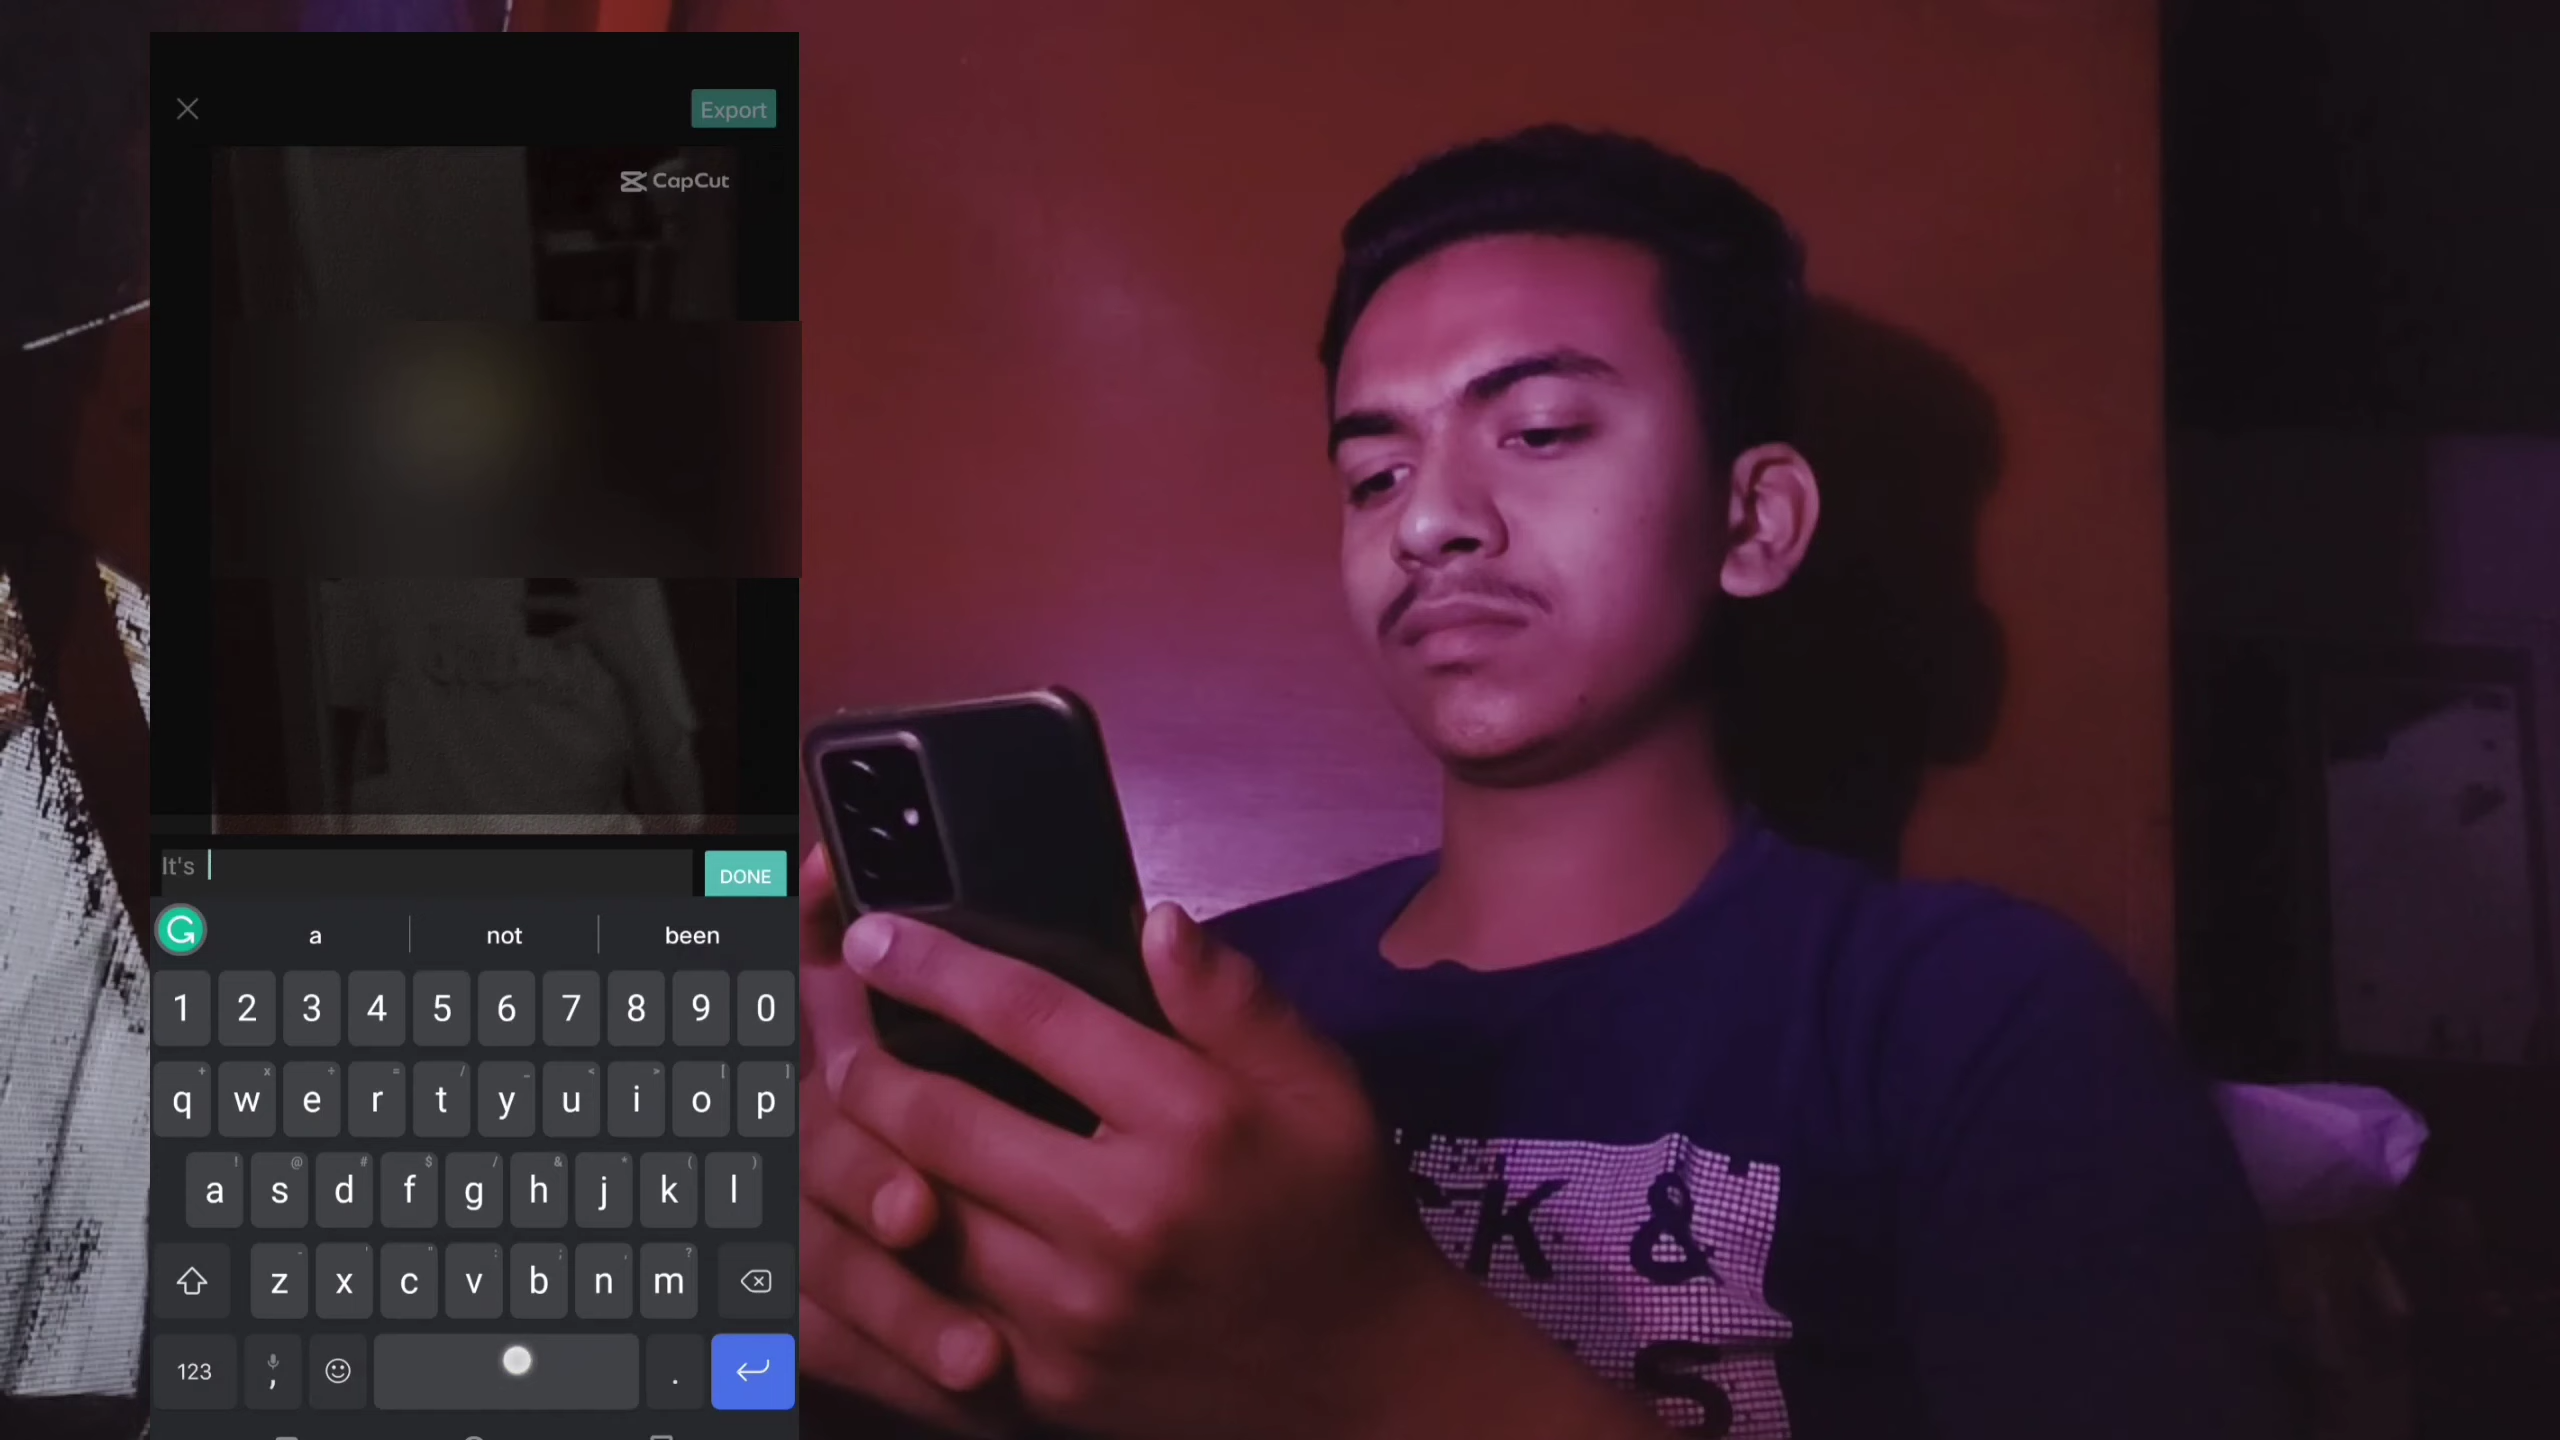 Export
CapCut
It's
DONE
a not been
1 2 3 4 5 6 7 8 9 0
+ × ÷ = / _ < > [ ]
q w e r t y u i o p
! @ # $ / & * ( )
a s d f g h j k l
- ' " : ; , ?
z x c v b n m
123 , .
K &
S